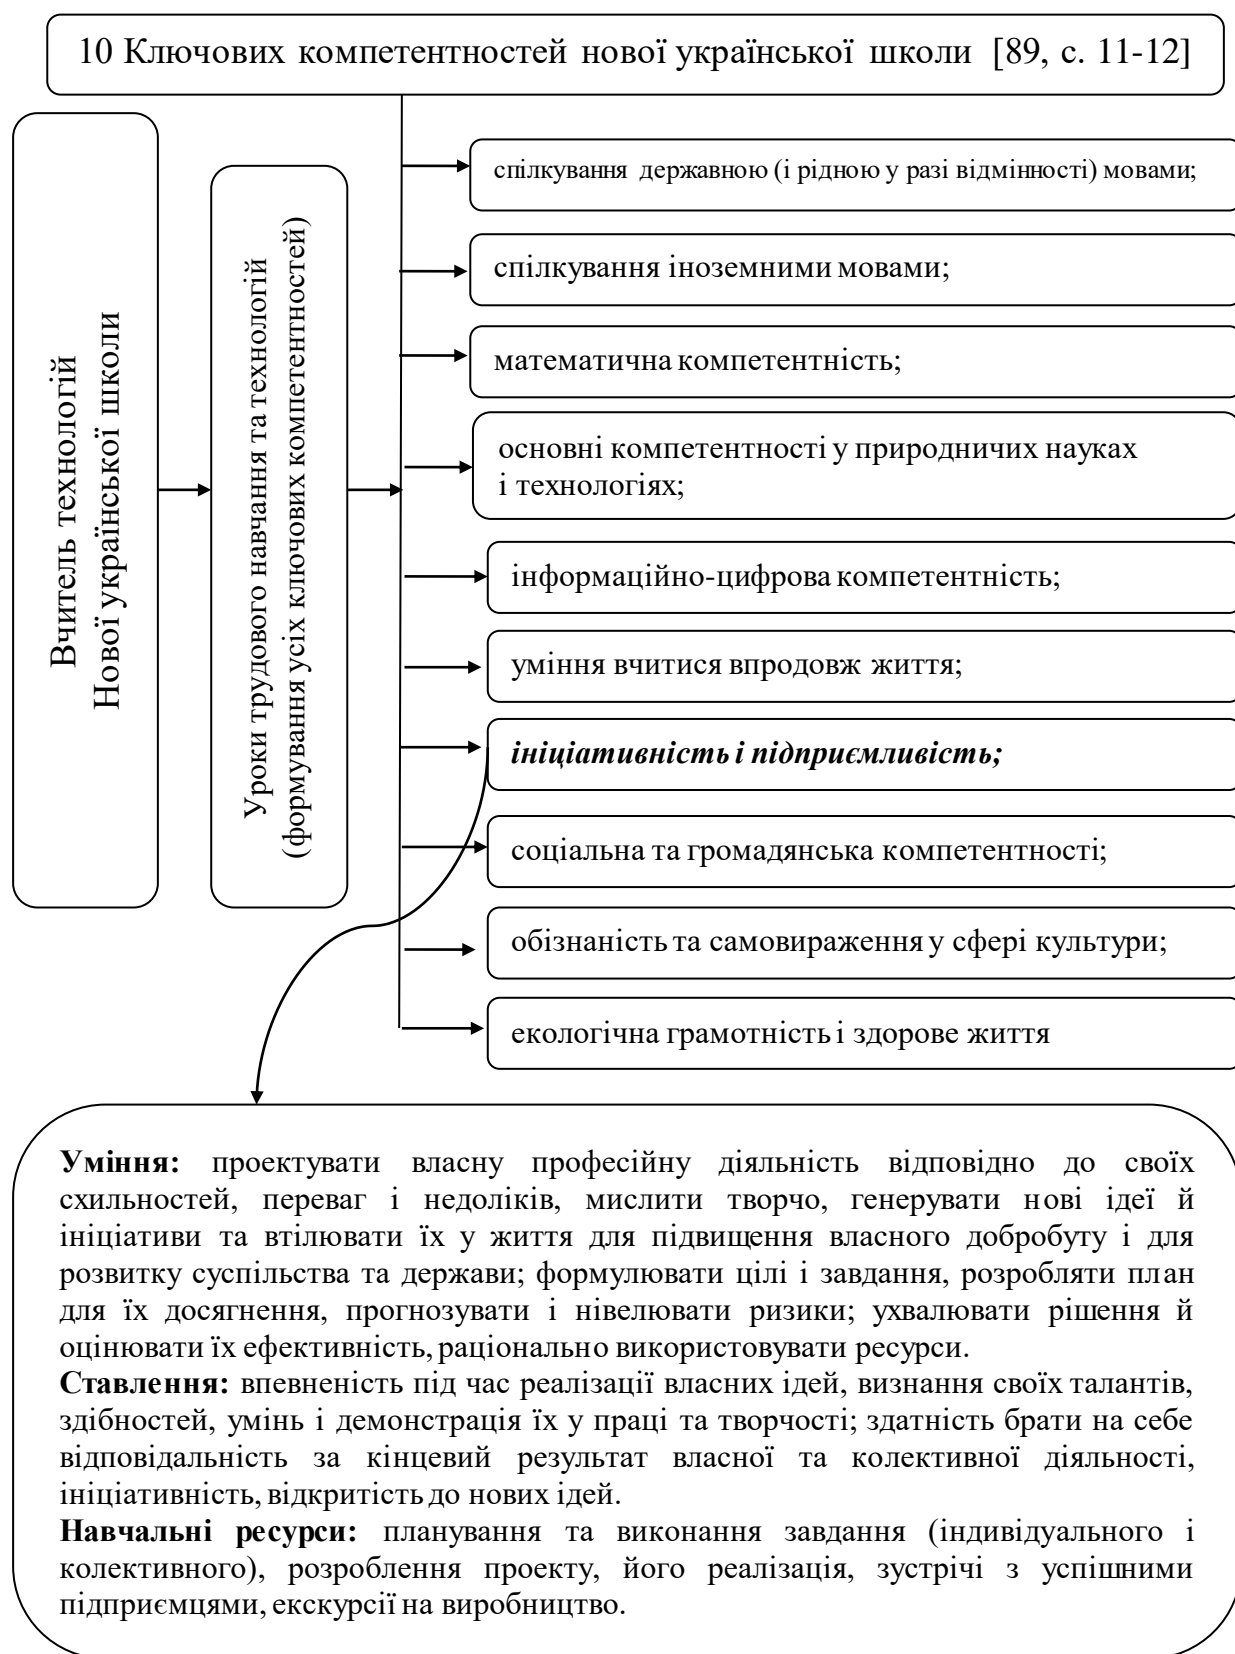 10 Ключових компетентностей нової української школи [89, с. 11-12]
Вчитель технологій
Нової української школи
Уроки трудового навчання та технологій
(формування усіх ключових компетентностей)
спілкування державною (і рідною у разі відмінності) мовами;
спілкування іноземними мовами;
математична компетентність;
основні компетентності у природничих науках
і технологіях;
інформаційно-цифрова компетентність;
уміння вчитися впродовж життя;
ініціативність і підприємливість;
соціальна та громадянська компетентності;
обізнаність та самовираження у сфері культури;
екологічна грамотність і здорове життя
Уміння: проектувати власну професійну діяльність відповідно до своїх
схильностей, переваг і недоліків, мислити творчо, генерувати нові ідеї й
ініціативи та втілювати їх у життя для підвищення власного добробуту і для
розвитку суспільства та держави; формулювати цілі і завдання, розробляти план
для їх досягнення, прогнозувати і нівелювати ризики; ухвалювати рішення й
оцінювати їх ефективність, раціонально використовувати ресурси.
Ставлення: впевненість під час реалізації власних ідей, визнання своїх талантів,
здібностей, умінь і демонстрація їх у праці та творчості; здатність брати на себе
відповідальність за кінцевий результат власної та колективної діяльності,
ініціативність, відкритість до нових ідей.
Навчальні ресурси: планування та виконання завдання (індивідуального і
колективного), розроблення проекту, його реалізація, зустрічі з успішними
підприємцями, екскурсії на виробництво.